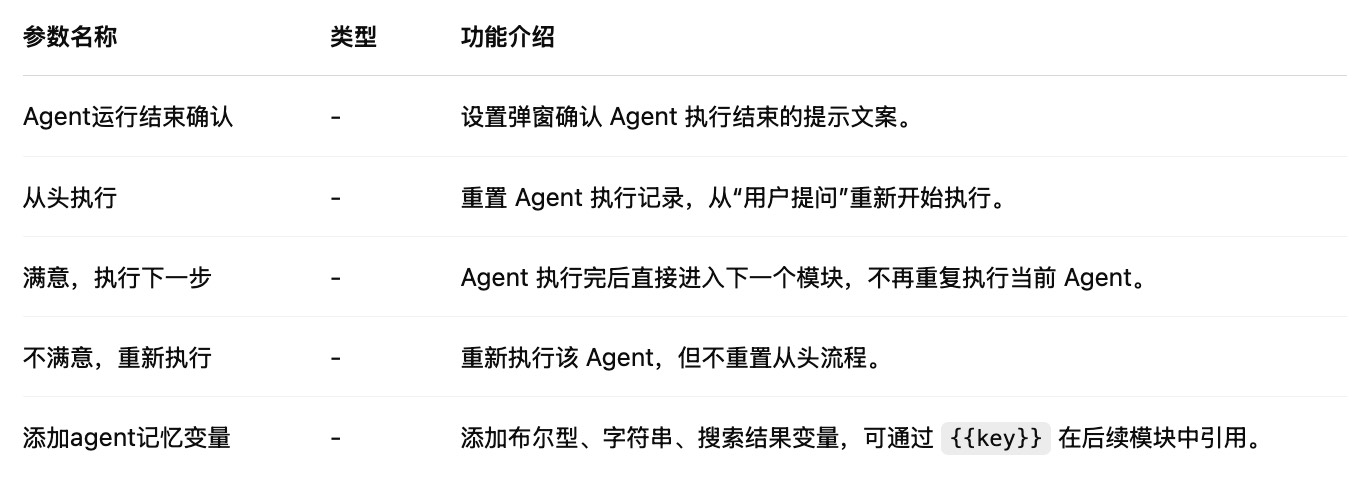 参数名称 类型 功能介绍
Agent运行结束确认 - 设置弹窗确认 Agent 执行结束的提示文案。
从头执行 - 重置 Agent 执行记录，从“用户提问”重新开始执行。
满意，执行下一步 - Agent 执行完后直接进入下一个模块，不再重复执行当前 Agent。
不满意，重新执行 - 重新执行该 Agent，但不重置从头流程。
添加agent记忆变量 - 添加布尔型、字符串、搜索结果变量，可通过 {{key}} 在后续模块中引用。